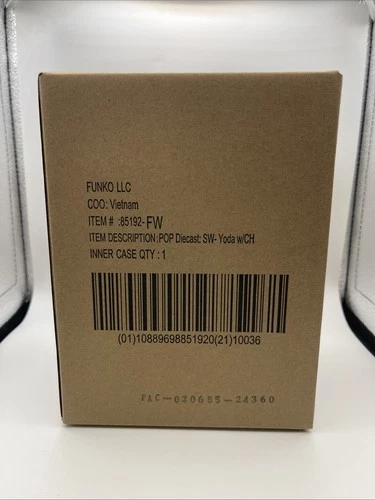 FUNKO LLC
COO: Vietnam
ITEM # :85192-FW
ITEM DESCRIPTION:POP Diecast: SW- Yoda w/CH
INNER CASE QTY : 1
(01)10889698851920(21)10036
FAC-030655-24360